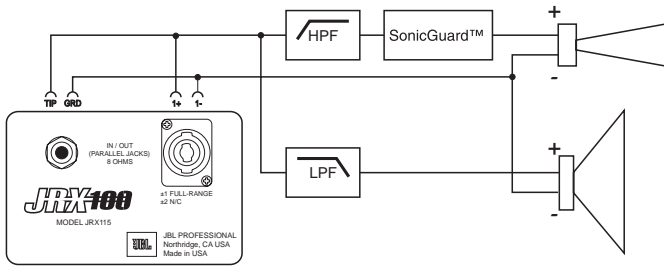 +
HPF
SonicGuard™
-
TIP
GRD
1+
1-
IN / OUT
(PARALLEL JACKS)
8 OHMS
JRX100
±1 FULL-RANGE
±2 N/C
MODEL JRX115
JBL
JBL PROFESSIONAL
Northridge, CA USA
Made in USA
LPF
+
-